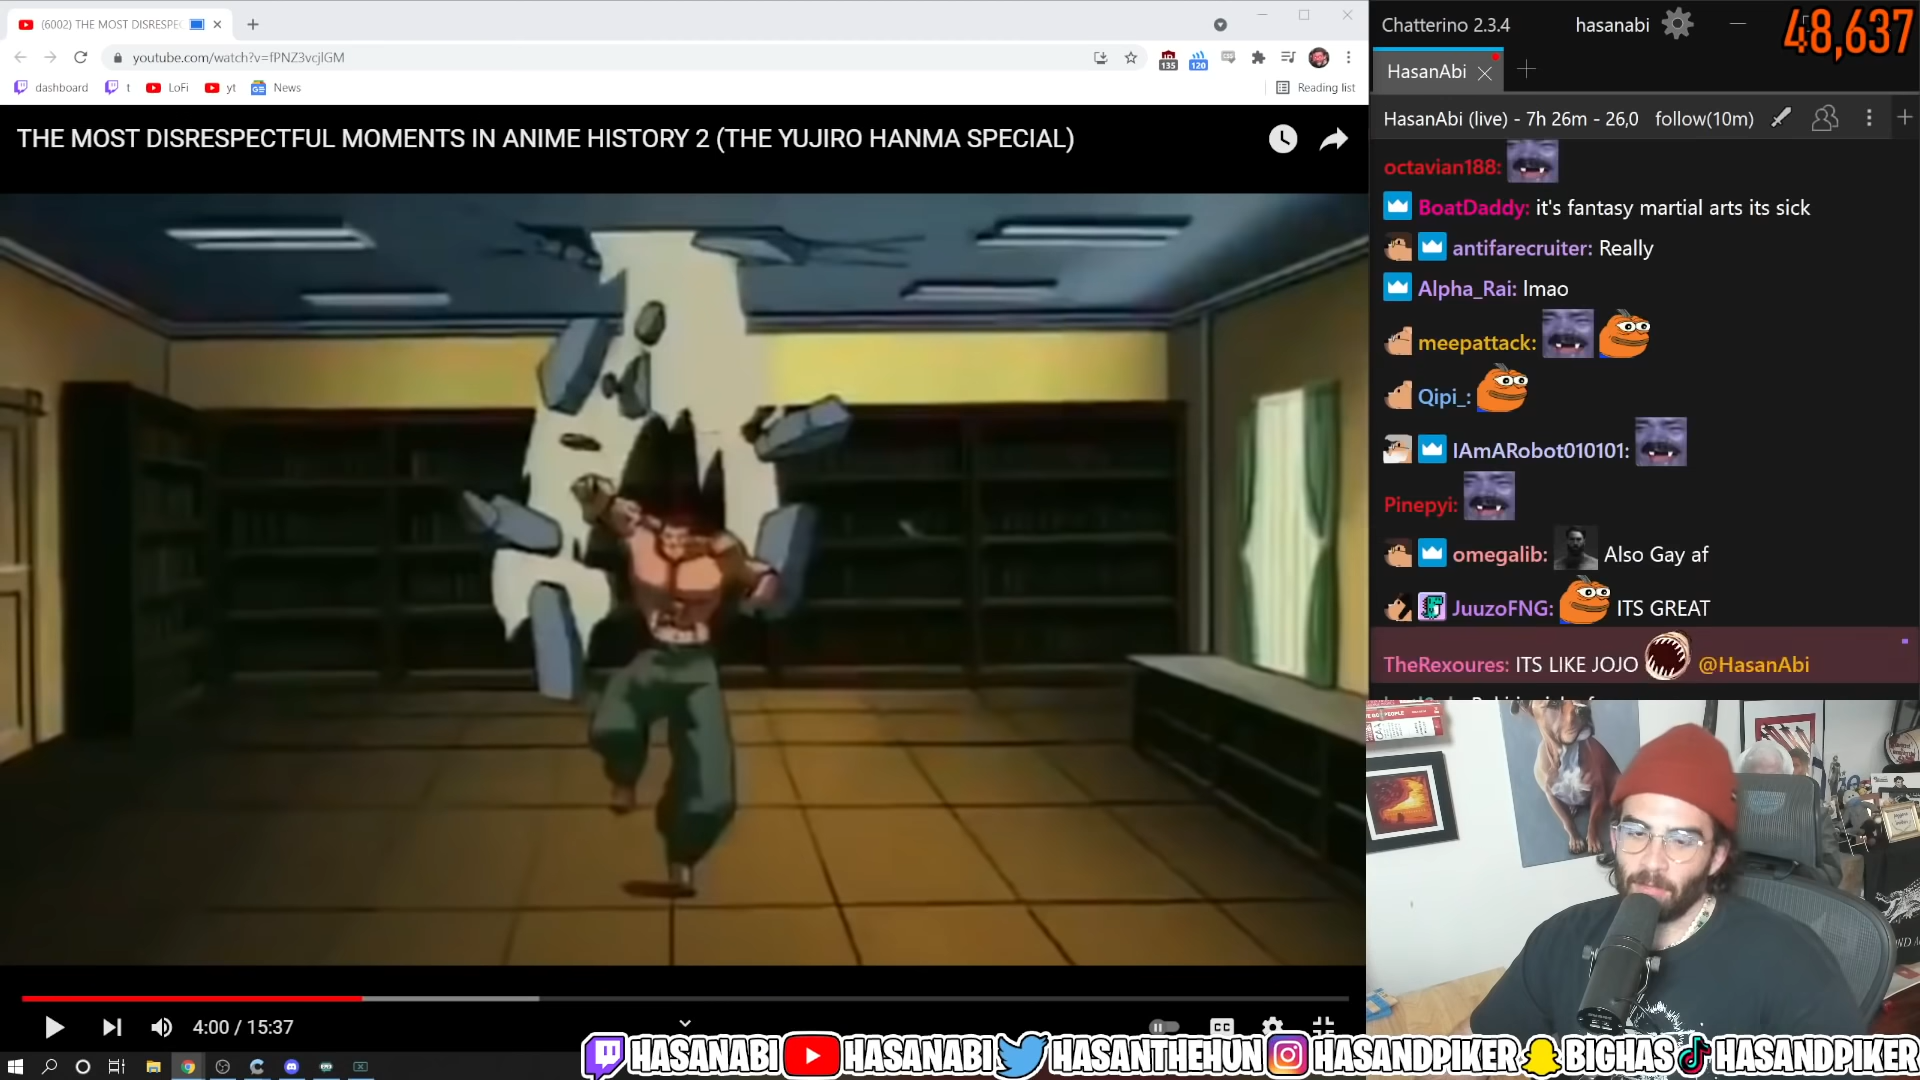 (6002) THE MOST DISRESPE
youtube.com/watch?v=fPNZ3vcjlGM
135
120
dashboard
t
LoFi
yt
News
Reading list
THE MOST DISRESPECTFUL MOMENTS IN ANIME HISTORY 2 (THE YUJIRO HANMA SPECIAL)
4:00 / 15:37
CC
Chatterino 2.3.4
hasanabi
48,637
HasanAbi
HasanAbi (live) - 7h 26m - 26,0
follow(10m)
octavian188:
BoatDaddy: it's fantasy martial arts its sick
antifarecruiter: Really
Alpha_Rai: lmao
meepattack:
Qipi_:
IAmARobot010101:
Pinepyi:
omegalib: Also Gay af
JuuzoFNG: ITS GREAT
TheRexoures: ITS LIKE JOJO @HasanAbi
HASANABI HASANABI HASANTHEHUN HASANDPIKER BIGHAS HASANDPIKER